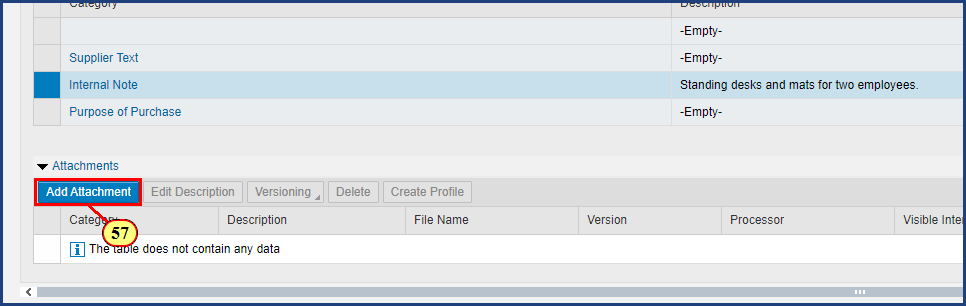 Category Description
-Empty-
Supplier Text -Empty-
Internal Note Standing desks and mats for two employees.
Purpose of Purchase -Empty-
Attachments
Add Attachment Edit Description Versioning Delete Create Profile
Category Description File Name Version Processor Visible Inter
57
The table does not contain any data